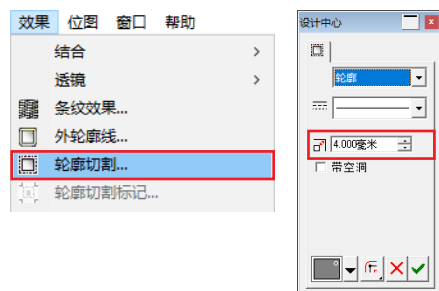 效果 位图 窗口 帮助
结合
透镜
条纹效果...
外轮廓线...
轮廓切割...
轮廓切割标记...
设计中心
轮廓
4.000毫米
带空洞